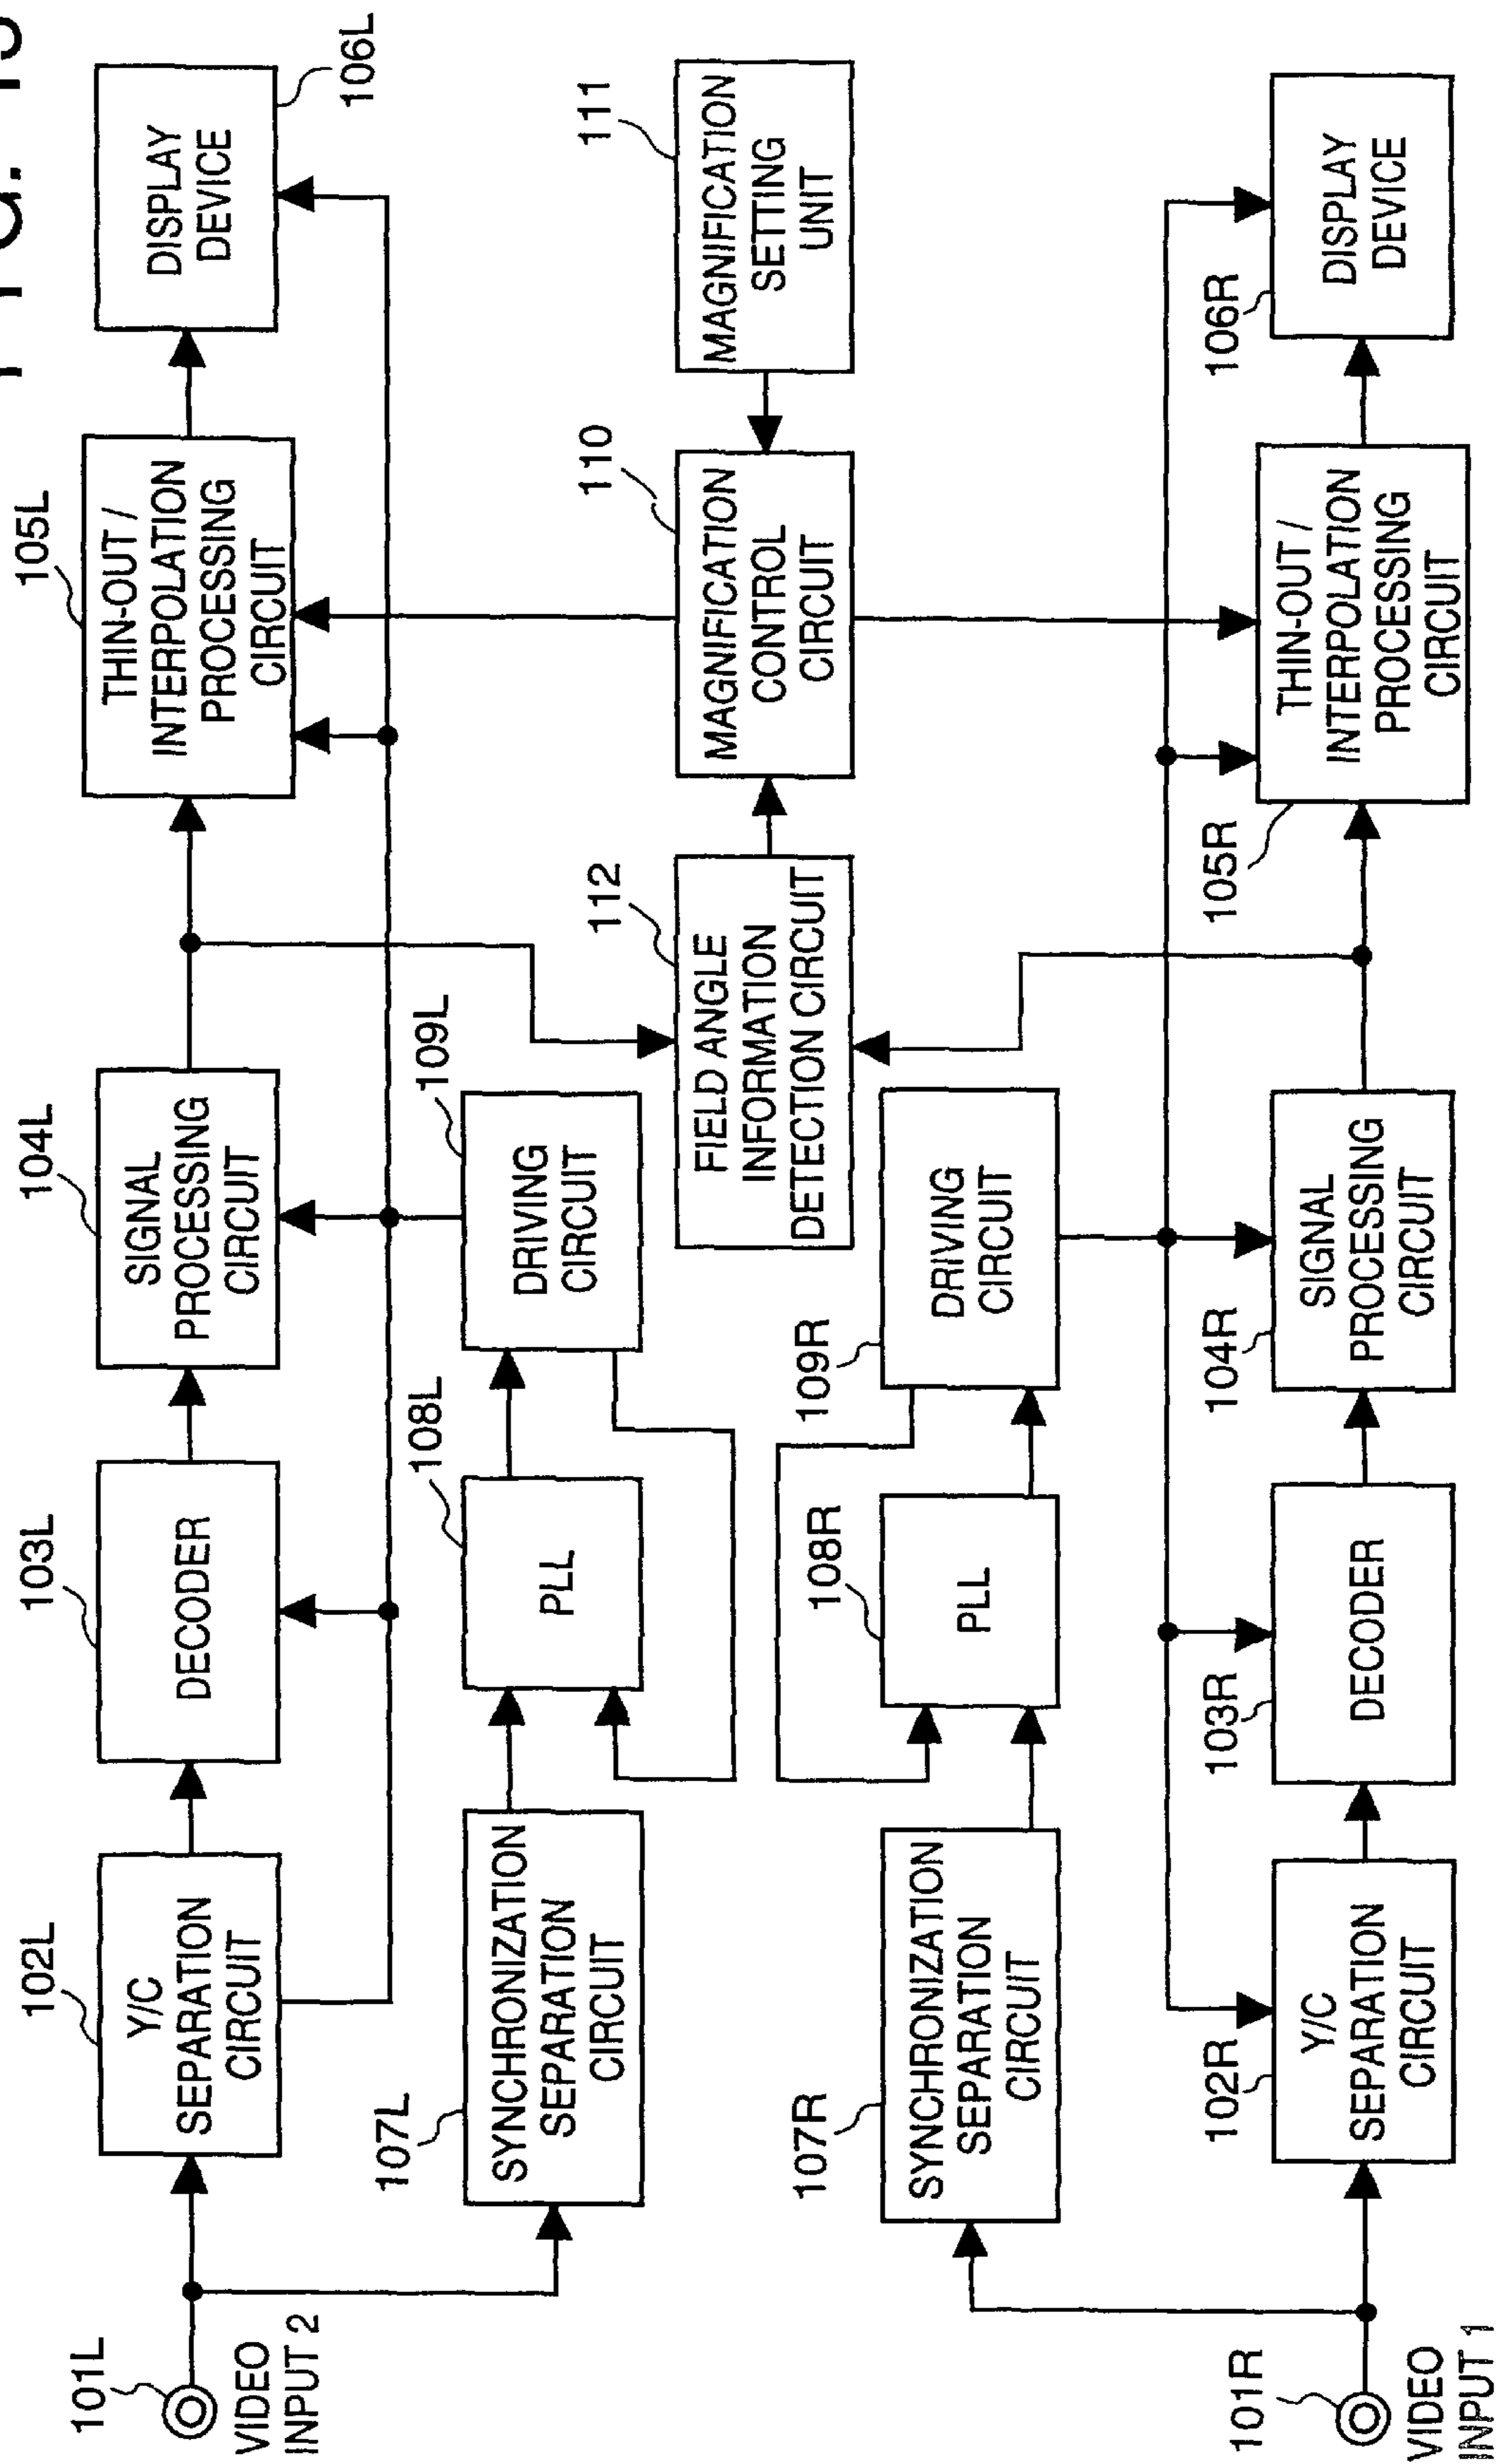 101L
VIDEO
INPUT 2
102L
Y/C
SEPARATION
CIRCUIT
103L
DECODER
104L
SIGNAL
PROCESSING
CIRCUIT
105L
THIN-OUT /
INTERPOLATION
PROCESSING
CIRCUIT
DISPLAY
DEVICE
106L
107L
SYNCHRONIZATION
SEPARATION
CIRCUIT
108L
PLL
109L
DRIVING
CIRCUIT
112
FIELD ANGLE
INFORMATION
DETECTION CIRCUIT
110
MAGNIFICATION
CONTROL
CIRCUIT
111
MAGNIFICATION
SETTING
UNIT
107R
SYNCHRONIZATION
SEPARATION
CIRCUIT
108R
PLL
109R
DRIVING
CIRCUIT
101R
VIDEO
INPUT 1
102R
Y/C
SEPARATION
CIRCUIT
103R
DECODER
104R
SIGNAL
PROCESSING
CIRCUIT
105R
THIN-OUT /
INTERPOLATION
PROCESSING
CIRCUIT
106R
DISPLAY
DEVICE